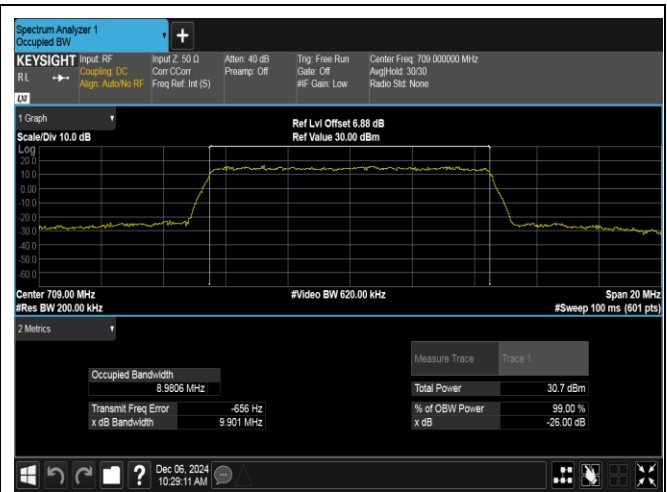 Spectrum Analyzer 1
Occupied BW
+
KEYSIGHT Input: RF Input Z: 50 Ω Atten: 40 dB Trig: Free Run Center Freq: 709.000000 MHz
RL Coupling: DC Corr CCorr Preamp: Off Gate: Off Avg|Hold: 30/30
Align: Auto/No RF Freq Ref: Int (S) #IF Gain: Low Radio Std: None
LXI
1 Graph Ref Lvl Offset 6.88 dB
Scale/Div 10.0 dB Ref Value 30.00 dBm
Log
20.0
10.0
0.00
-10.0
-20.0
-30.0
-40.0
-50.0
-60.0
Center 709.00 MHz #Video BW 620.00 kHz Span 20 MHz
#Res BW 200.00 kHz #Sweep 100 ms (601 pts)
2 Metrics
Measure Trace Trace 1
Occupied Bandwidth
8.9806 MHz Total Power 30.7 dBm
Transmit Freq Error -656 Hz % of OBW Power 99.00 %
x dB Bandwidth 9.901 MHz x dB -26.00 dB
? Dec 06, 2024
10:29:11 AM